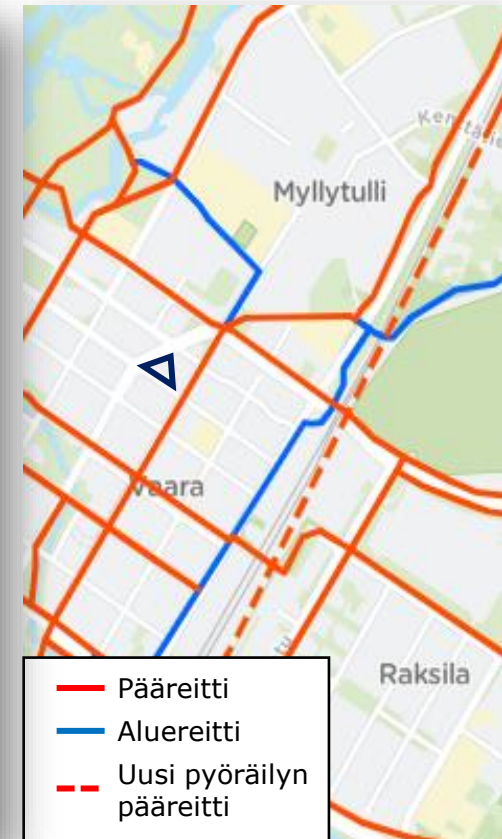 Myllytulli
Vaara
Raksila
Pääreitti
Aluereitti
Uusi pyöräilyn
pääreitti